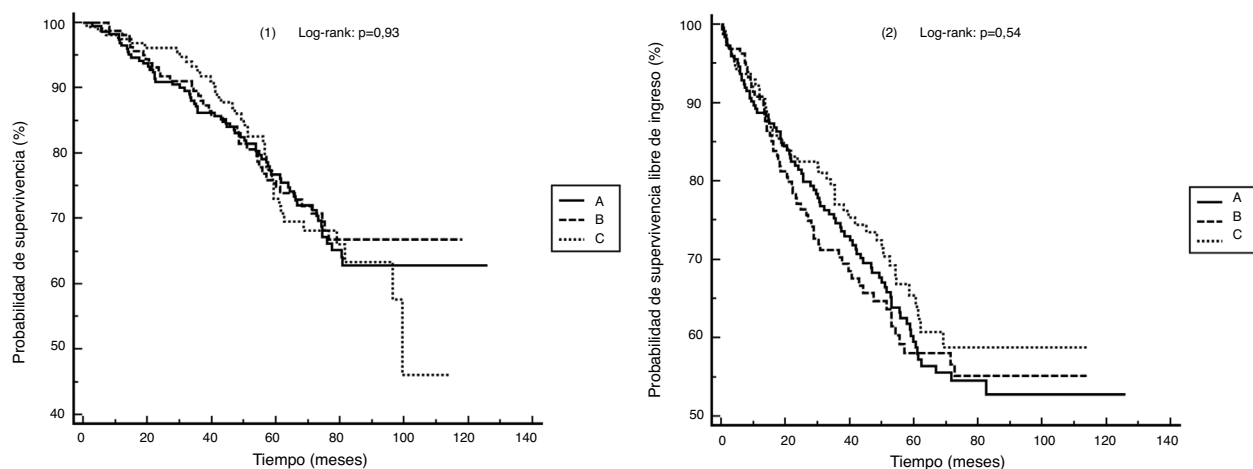 (1) Log-rank: p=0,93
Probabilidad de supervivencia (%)
100
90
80
70
60
50
40
0 20 40 60 80 100 120 140
Tiempo (meses)
A
B
C
(2) Log-rank: p=0,54
Probabilidad de supervivencia libre de ingreso (%)
100
90
80
70
60
50
0 20 40 60 80 100 120 140
Tiempo (meses)
A
B
C